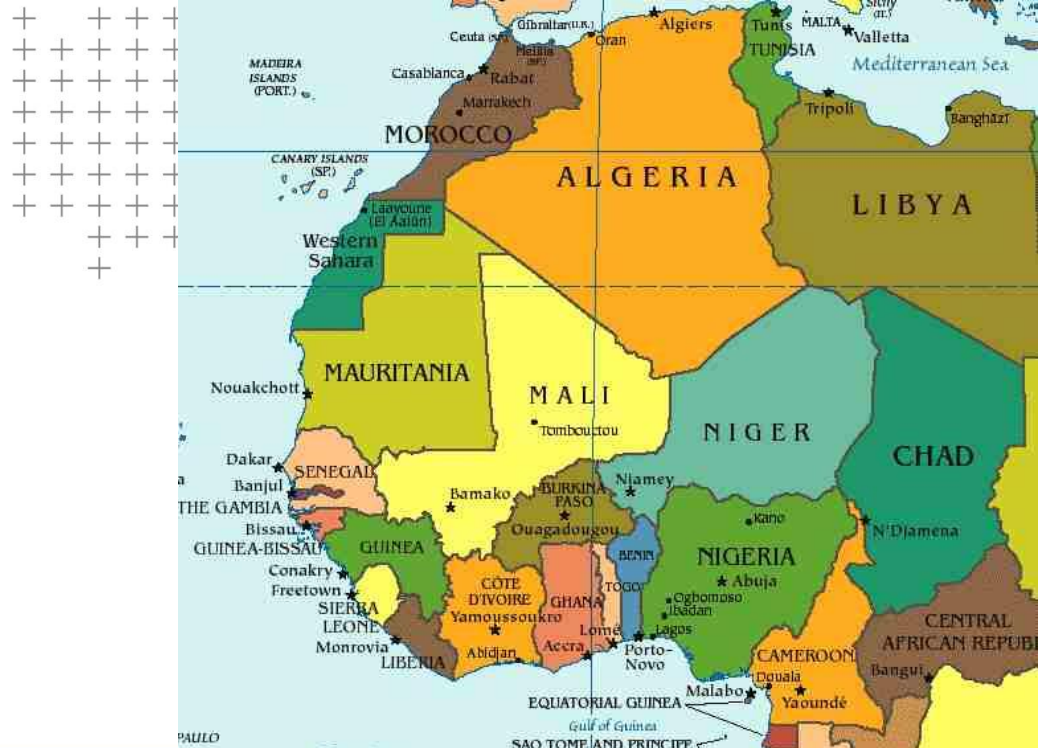 Sicily
(IT.)
Gibraltar(U.K.)
Algiers
Tunis
MALTA
Valletta
Ceuta (SP.)
Oran
Melilla
(SP.)
TUNISIA
Mediterranean Sea
MADEIRA
ISLANDS
(PORT.)
Casablanca
Rabat
Marrakech
Tripoli
Banghāzī
MOROCCO
CANARY ISLANDS
(SP.)
ALGERIA
LIBYA
Laayoune
(El Aaiún)
Western
Sahara
MAURITANIA
Nouakchott
MALI
Tombouctou
NIGER
CHAD
Dakar
SENEGAL
Banjul
THE GAMBIA
Bissau
GUINEA-BISSAU
Bamako
BURKINA
FASO
Ouagadougou
Niamey
Kano
N'Djamena
GUINEA
BENIN
NIGERIA
Abuja
Conakry
Freetown
SIERRA
LEONE
Monrovia
LIBERIA
CÔTE
D'IVOIRE
Yamoussoukro
Abidjan
GHANA
TOGO
Ogbomoso
Ibadan
Lagos
Lomé
Accra
Porto-
Novo
CENTRAL
AFRICAN REPUBI
CAMEROON
Bangui
Douala
Malabo
Yaoundé
EQUATORIAL GUINEA
Gulf of Guinea
SAO TOME AND PRINCIPE
PAULO
a